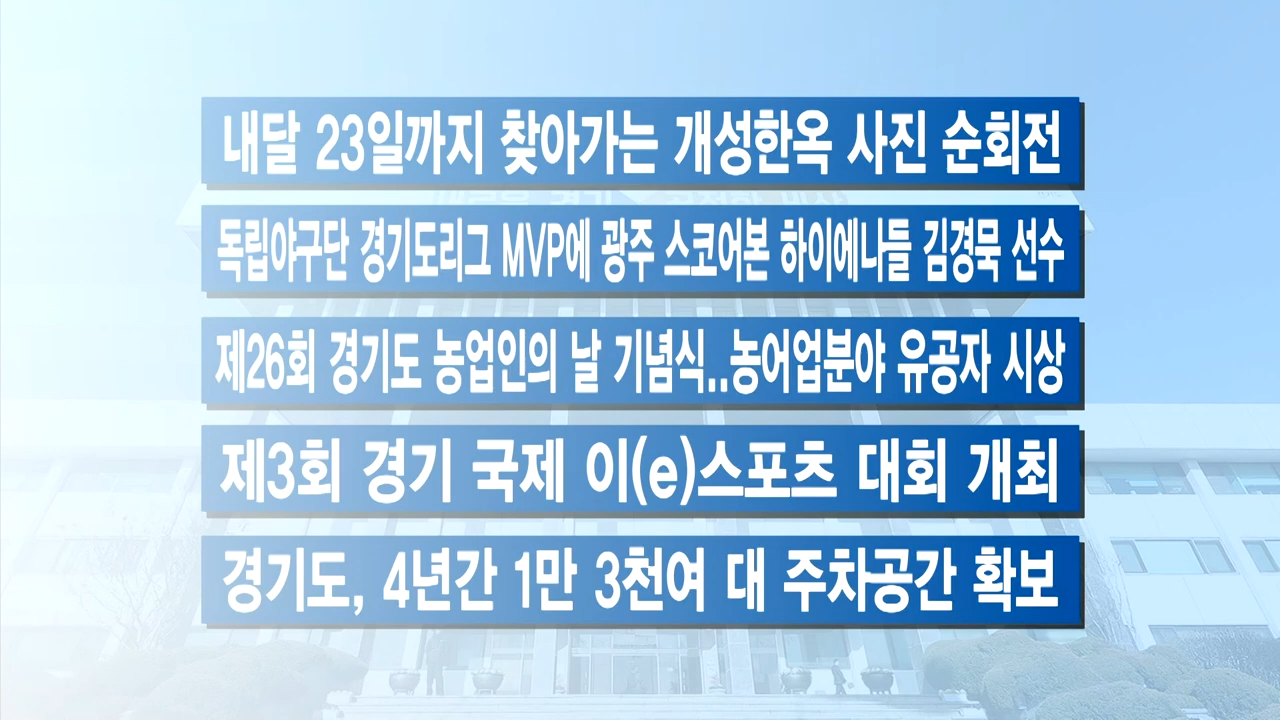 내달 23일까지 찾아가는 개성한옥 사진 순회전
독립야구단 경기도리그 MVP에 광주 스코어본 하이에나들 김경묵 선수
제26회 경기도 농업인의 날 기념식..농어업분야 유공자 시상
제3회 경기 국제 이(e)스포츠 대회 개최
경기도, 4년간 1만 3천여 대 주차공간 확보